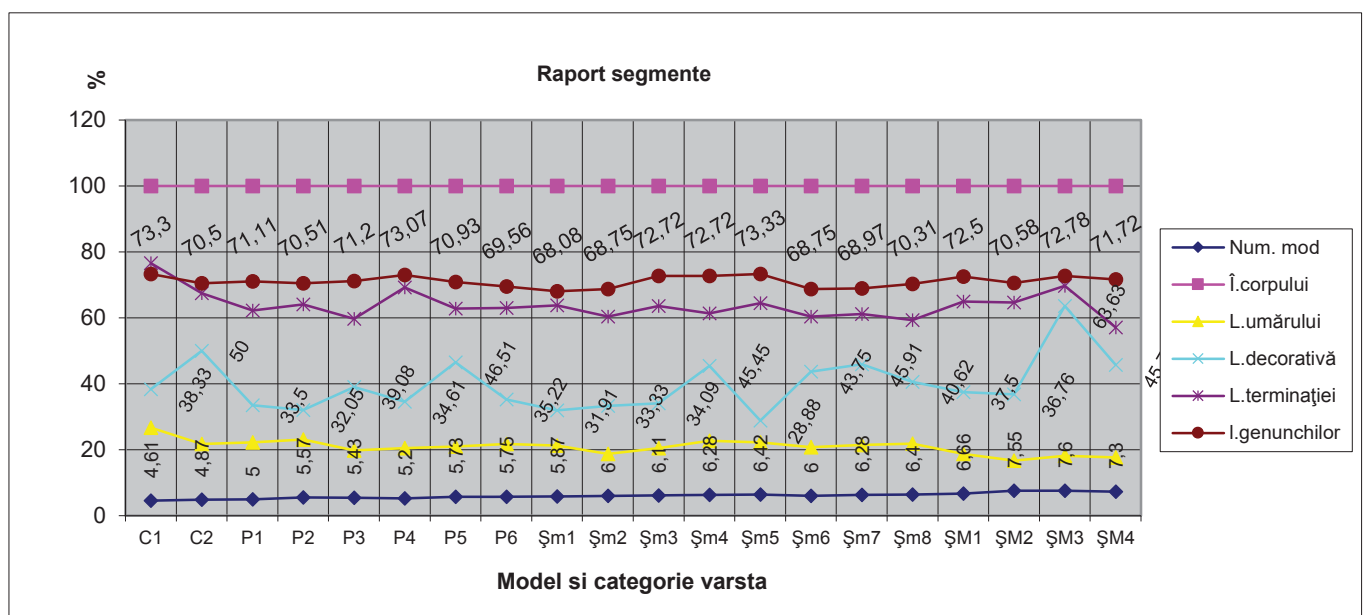 Raport segmente
%
120
100
80
60
40
20
0
73,3 70,5 71,11 70,51 71,2 73,07 70,93 69,56 68,08 68,75 72,72 72,72 73,33 68,75 68,97 70,31 72,5 70,58 72,78 71,72
38,33 50 33,5 32,05 39,08 34,61 46,51 35,22 31,91 33,33 34,09 45,45 28,88 43,75 45,91 40,62 37,5 36,76 63,63
4,61 4,87 5 5,57 5,43 5,2 5,73 5,75 5,87 6 6,11 6,28 6,42 6 6,28 6,4 6,66 7,55 7,6 7,3
C1 C2 P1 P2 P3 P4 P5 P6 Şm1 Şm2 Şm3 Şm4 Şm5 Şm6 Şm7 Şm8 ŞM1 ŞM2 ŞM3 ŞM4
Model si categorie varsta
Num. mod
Î.corpului
L.umărului
L.decorativă
L.terminaţiei
l.genunchilor